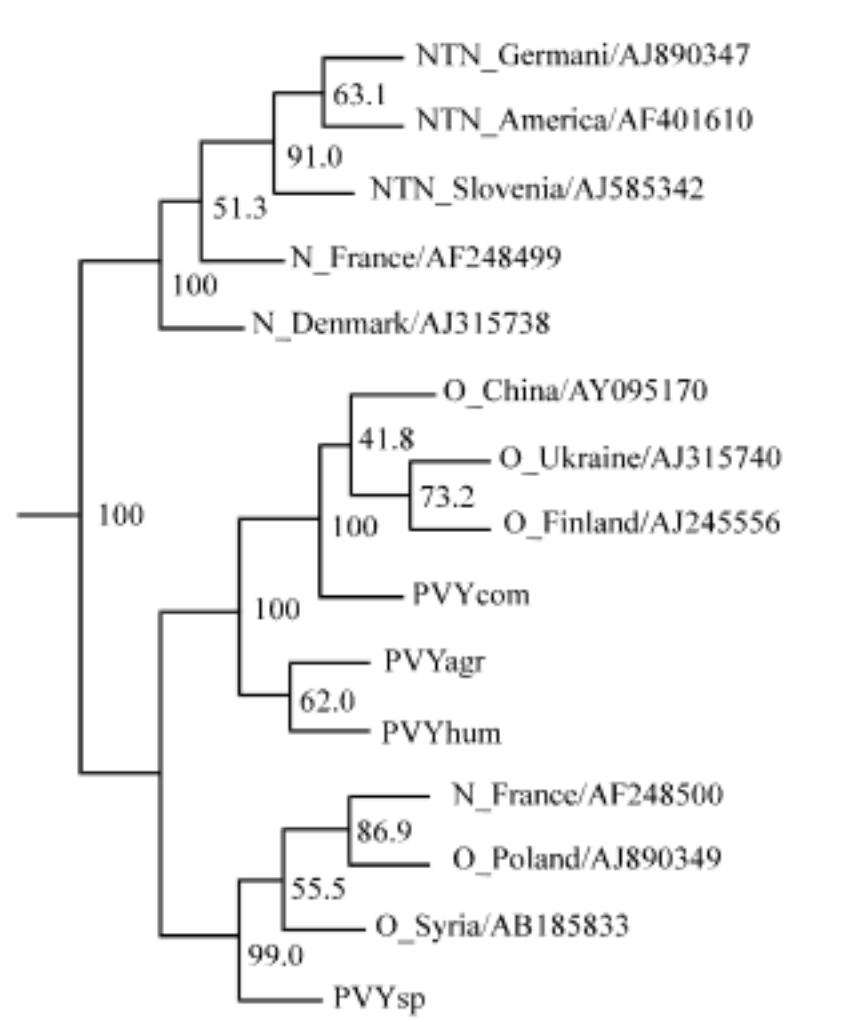 NTN_Germani/AJ890347
63.1
NTN_America/AF401610
91.0
NTN_Slovenia/AJ585342
51.3
N_France/AF248499
100
N_Denmark/AJ315738
O_China/AY095170
41.8
O_Ukraine/AJ315740
73.2
100
O_Finland/AJ245556
100
PVYcom
100
PVYagr
62.0
PVYhum
N_France/AF248500
86.9
O_Poland/AJ890349
55.5
O_Syria/AB185833
99.0
PVYsp